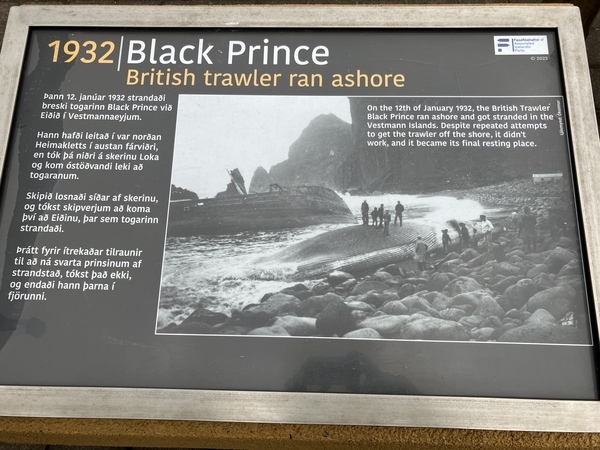 1932 | Black Prince
British trawler ran ashore
Þann 12. janúar 1932 strandaði
breski togarinn Black Prince við
Eiðið í Vestmannaeyjum.
Hann hafði leitað í var norðan
Heimakletts í austan fárviðri,
en tók þá niðri á skerinu Loka
og kom óstöðvandi leki að
togaranum.
Skipið losnaði síðar af skerinu,
og tókst skipverjum að koma
því að Eiðinu, þar sem togarinn
strandaði.
Þrátt fyrir ítrekaðar tilraunir
til að ná svarta prinsinum af
strandstað, tókst það ekki,
og endaði hann þarna í
fjörunni.
On the 12th of January 1932, the British Trawler
Black Prince ran ashore and got stranded in the
Vestmann Islands. Despite repeated attempts
to get the trawler off the shore, it didn't
work, and it became its final resting place.
Associated
Icelandic
Ports
© 2023